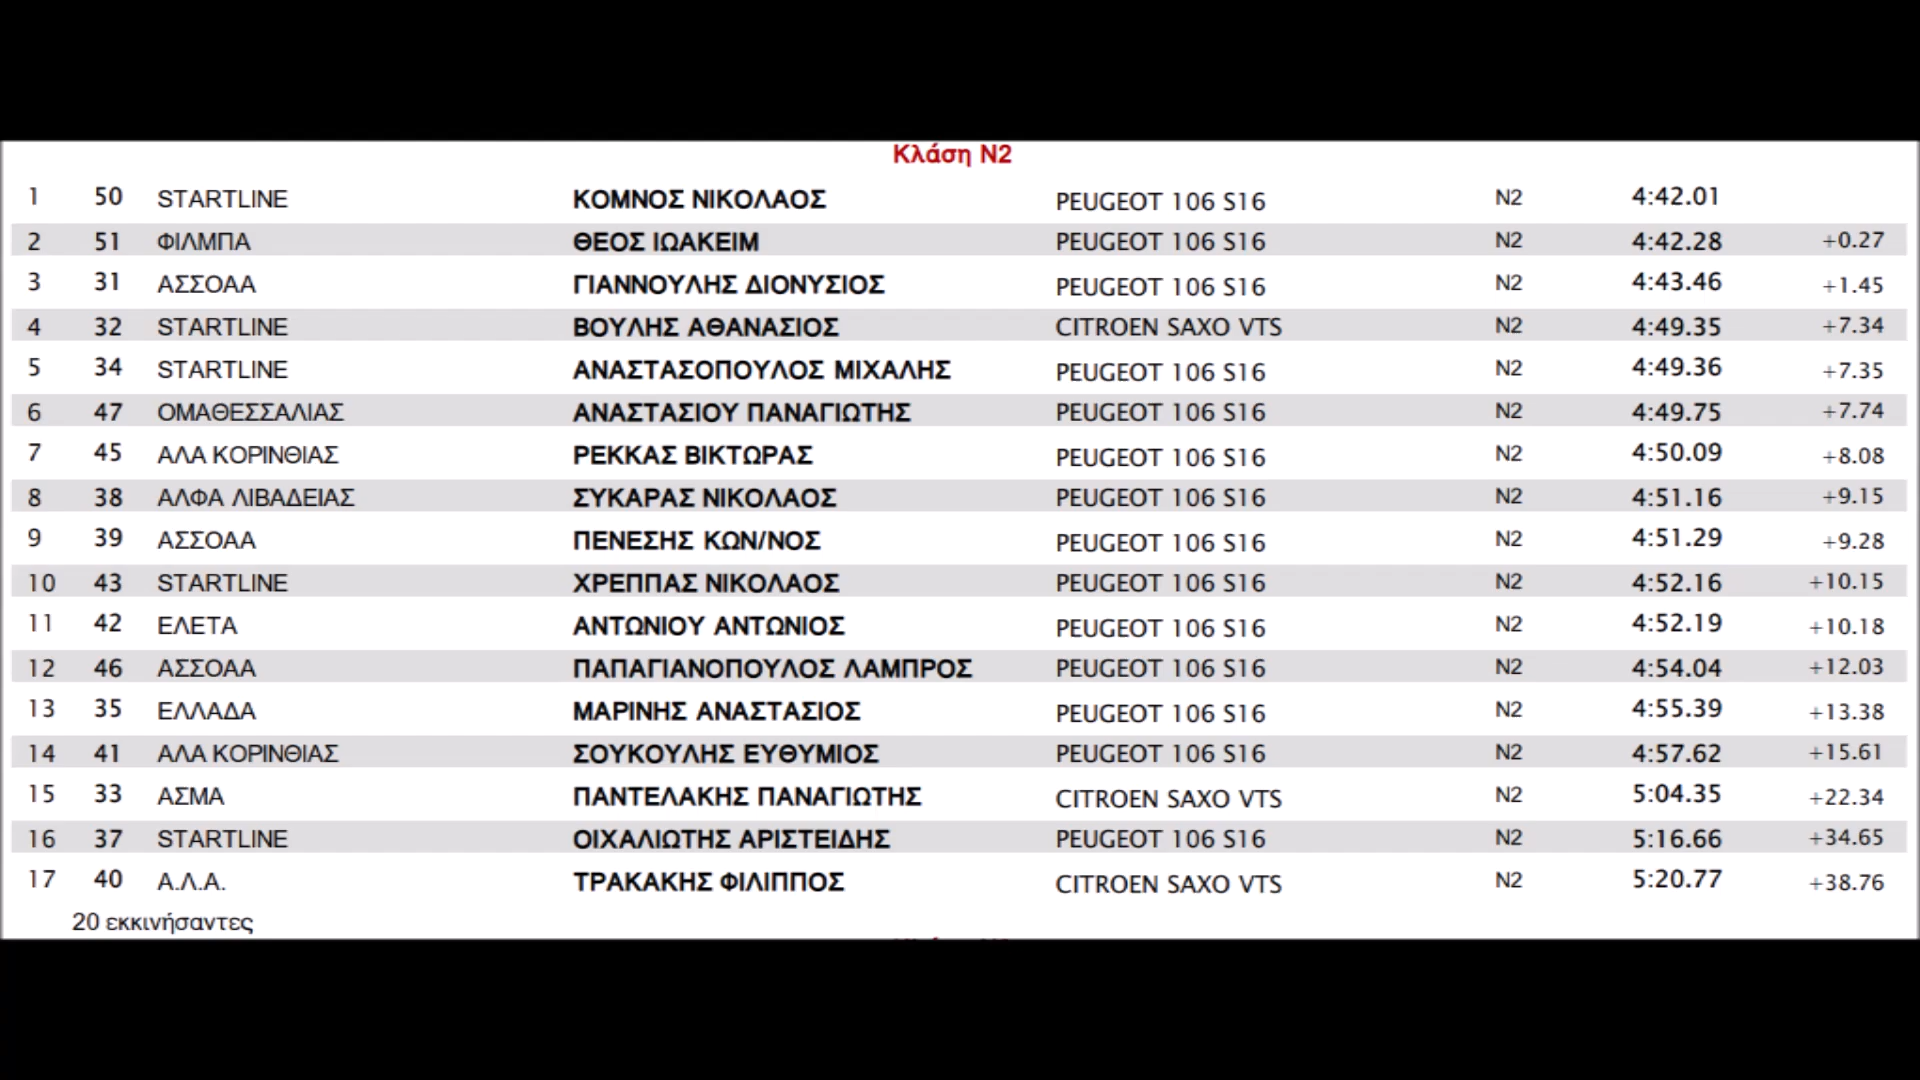 Κλάση N2
1 50 STARTLINE ΚΟΜΝΟΣ ΝΙΚΟΛΑΟΣ PEUGEOT 106 S16 N2 4:42.01
2 51 ΦΙΛΜΠΑ ΘΕΟΣ ΙΩΑΚΕΙΜ PEUGEOT 106 S16 N2 4:42.28 +0.27
3 31 ΑΣΣΟΑΑ ΓΙΑΝΝΟΥΛΗΣ ΔΙΟΝΥΣΙΟΣ PEUGEOT 106 S16 N2 4:43.46 +1.45
4 32 STARTLINE ΒΟΥΛΗΣ ΑΘΑΝΑΣΙΟΣ CITROEN SAXO VTS N2 4:49.35 +7.34
5 34 STARTLINE ΑΝΑΣΤΑΣΟΠΟΥΛΟΣ ΜΙΧΑΛΗΣ PEUGEOT 106 S16 N2 4:49.36 +7.35
6 47 ΟΜΑΘΕΣΣΑΛΙΑΣ ΑΝΑΣΤΑΣΙΟΥ ΠΑΝΑΓΙΩΤΗΣ PEUGEOT 106 S16 N2 4:49.75 +7.74
7 45 ΑΛΑ ΚΟΡΙΝΘΙΑΣ ΡΕΚΚΑΣ ΒΙΚΤΩΡΑΣ PEUGEOT 106 S16 N2 4:50.09 +8.08
8 38 ΑΛΦΑ ΛΙΒΑΔΕΙΑΣ ΣΥΚΑΡΑΣ ΝΙΚΟΛΑΟΣ PEUGEOT 106 S16 N2 4:51.16 +9.15
9 39 ΑΣΣΟΑΑ ΠΕΝΕΣΗΣ ΚΩΝ/ΝΟΣ PEUGEOT 106 S16 N2 4:51.29 +9.28
10 43 STARTLINE ΧΡΕΠΠΑΣ ΝΙΚΟΛΑΟΣ PEUGEOT 106 S16 N2 4:52.16 +10.15
11 42 ΕΛΕΤΑ ΑΝΤΩΝΙΟΥ ΑΝΤΩΝΙΟΣ PEUGEOT 106 S16 N2 4:52.19 +10.18
12 46 ΑΣΣΟΑΑ ΠΑΠΑΓΙΑΝΟΠΟΥΛΟΣ ΛΑΜΠΡΟΣ PEUGEOT 106 S16 N2 4:54.04 +12.03
13 35 ΕΛΛΑΔΑ ΜΑΡΙΝΗΣ ΑΝΑΣΤΑΣΙΟΣ PEUGEOT 106 S16 N2 4:55.39 +13.38
14 41 ΑΛΑ ΚΟΡΙΝΘΙΑΣ ΣΟΥΚΟΥΛΗΣ ΕΥΘΥΜΙΟΣ PEUGEOT 106 S16 N2 4:57.62 +15.61
15 33 ΑΣΜΑ ΠΑΝΤΕΛΑΚΗΣ ΠΑΝΑΓΙΩΤΗΣ CITROEN SAXO VTS N2 5:04.35 +22.34
16 37 STARTLINE ΟΙΧΑΛΙΩΤΗΣ ΑΡΙΣΤΕΙΔΗΣ PEUGEOT 106 S16 N2 5:16.66 +34.65
17 40 Α.Λ.Α. ΤΡΑΚΑΚΗΣ ΦΙΛΙΠΠΟΣ CITROEN SAXO VTS N2 5:20.77 +38.76
20 εκκινήσαντες